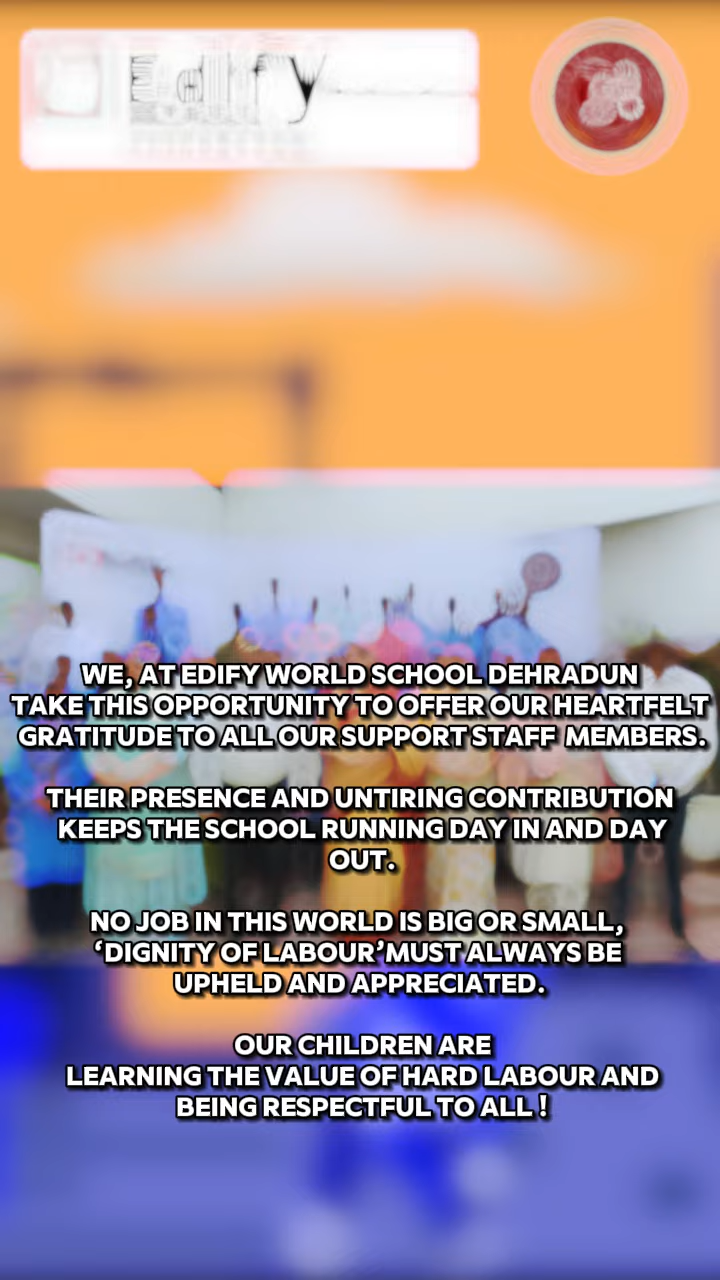 Edify
WE, AT EDIFY WORLD SCHOOL DEHRADUN
TAKE THIS OPPORTUNITY TO OFFER OUR HEARTFELT
GRATITUDE TO ALL OUR SUPPORT STAFF MEMBERS.
THEIR PRESENCE AND UNTIRING CONTRIBUTION
KEEPS THE SCHOOL RUNNING DAY IN AND DAY
OUT.
NO JOB IN THIS WORLD IS BIG OR SMALL,
‘DIGNITY OF LABOUR’MUST ALWAYS BE
UPHELD AND APPRECIATED.
OUR CHILDREN ARE
LEARNING THE VALUE OF HARD LABOUR AND
BEING RESPECTFUL TO ALL !